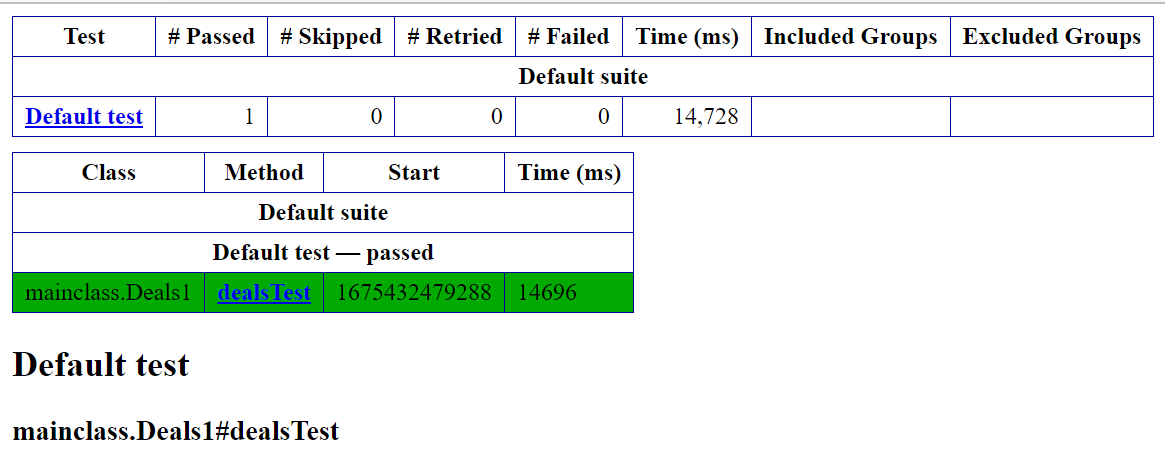 Test # Passed # Skipped # Retried # Failed Time (ms) Included Groups Excluded Groups
Default suite
Default test 1 0 0 0 14,728
Class Method Start Time (ms)
Default suite
Default test — passed
mainclass.Deals1 dealsTest 1675432479288 14696
Default test
mainclass.Deals1#dealsTest